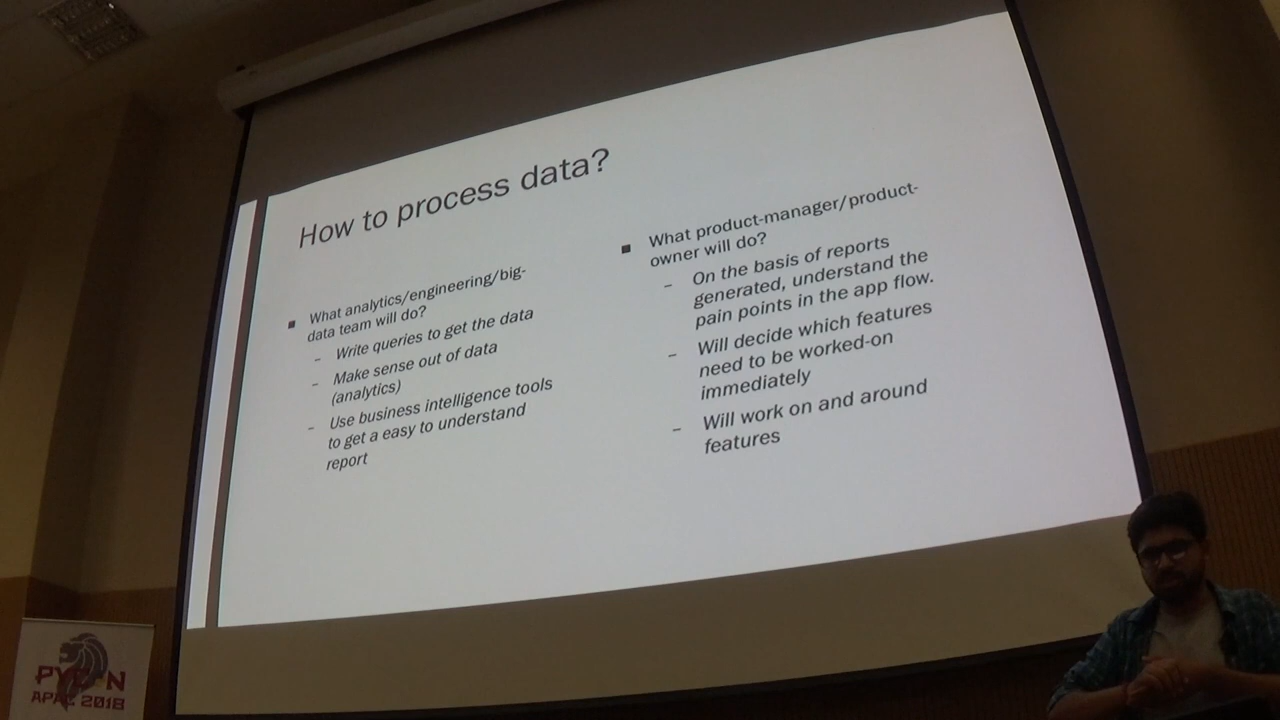 How to process data?
■ What analytics/engineering/big-
data team will do?
– Write queries to get the data
– Make sense out of data
(analytics)
– Use business intelligence tools
to get a easy to understand
report
■ What product-manager/product-
owner will do?
– On the basis of reports
generated, understand the
pain points in the app flow.
– Will decide which features
need to be worked-on
immediately
– Will work on and around
features
PYCON
APAC 2018